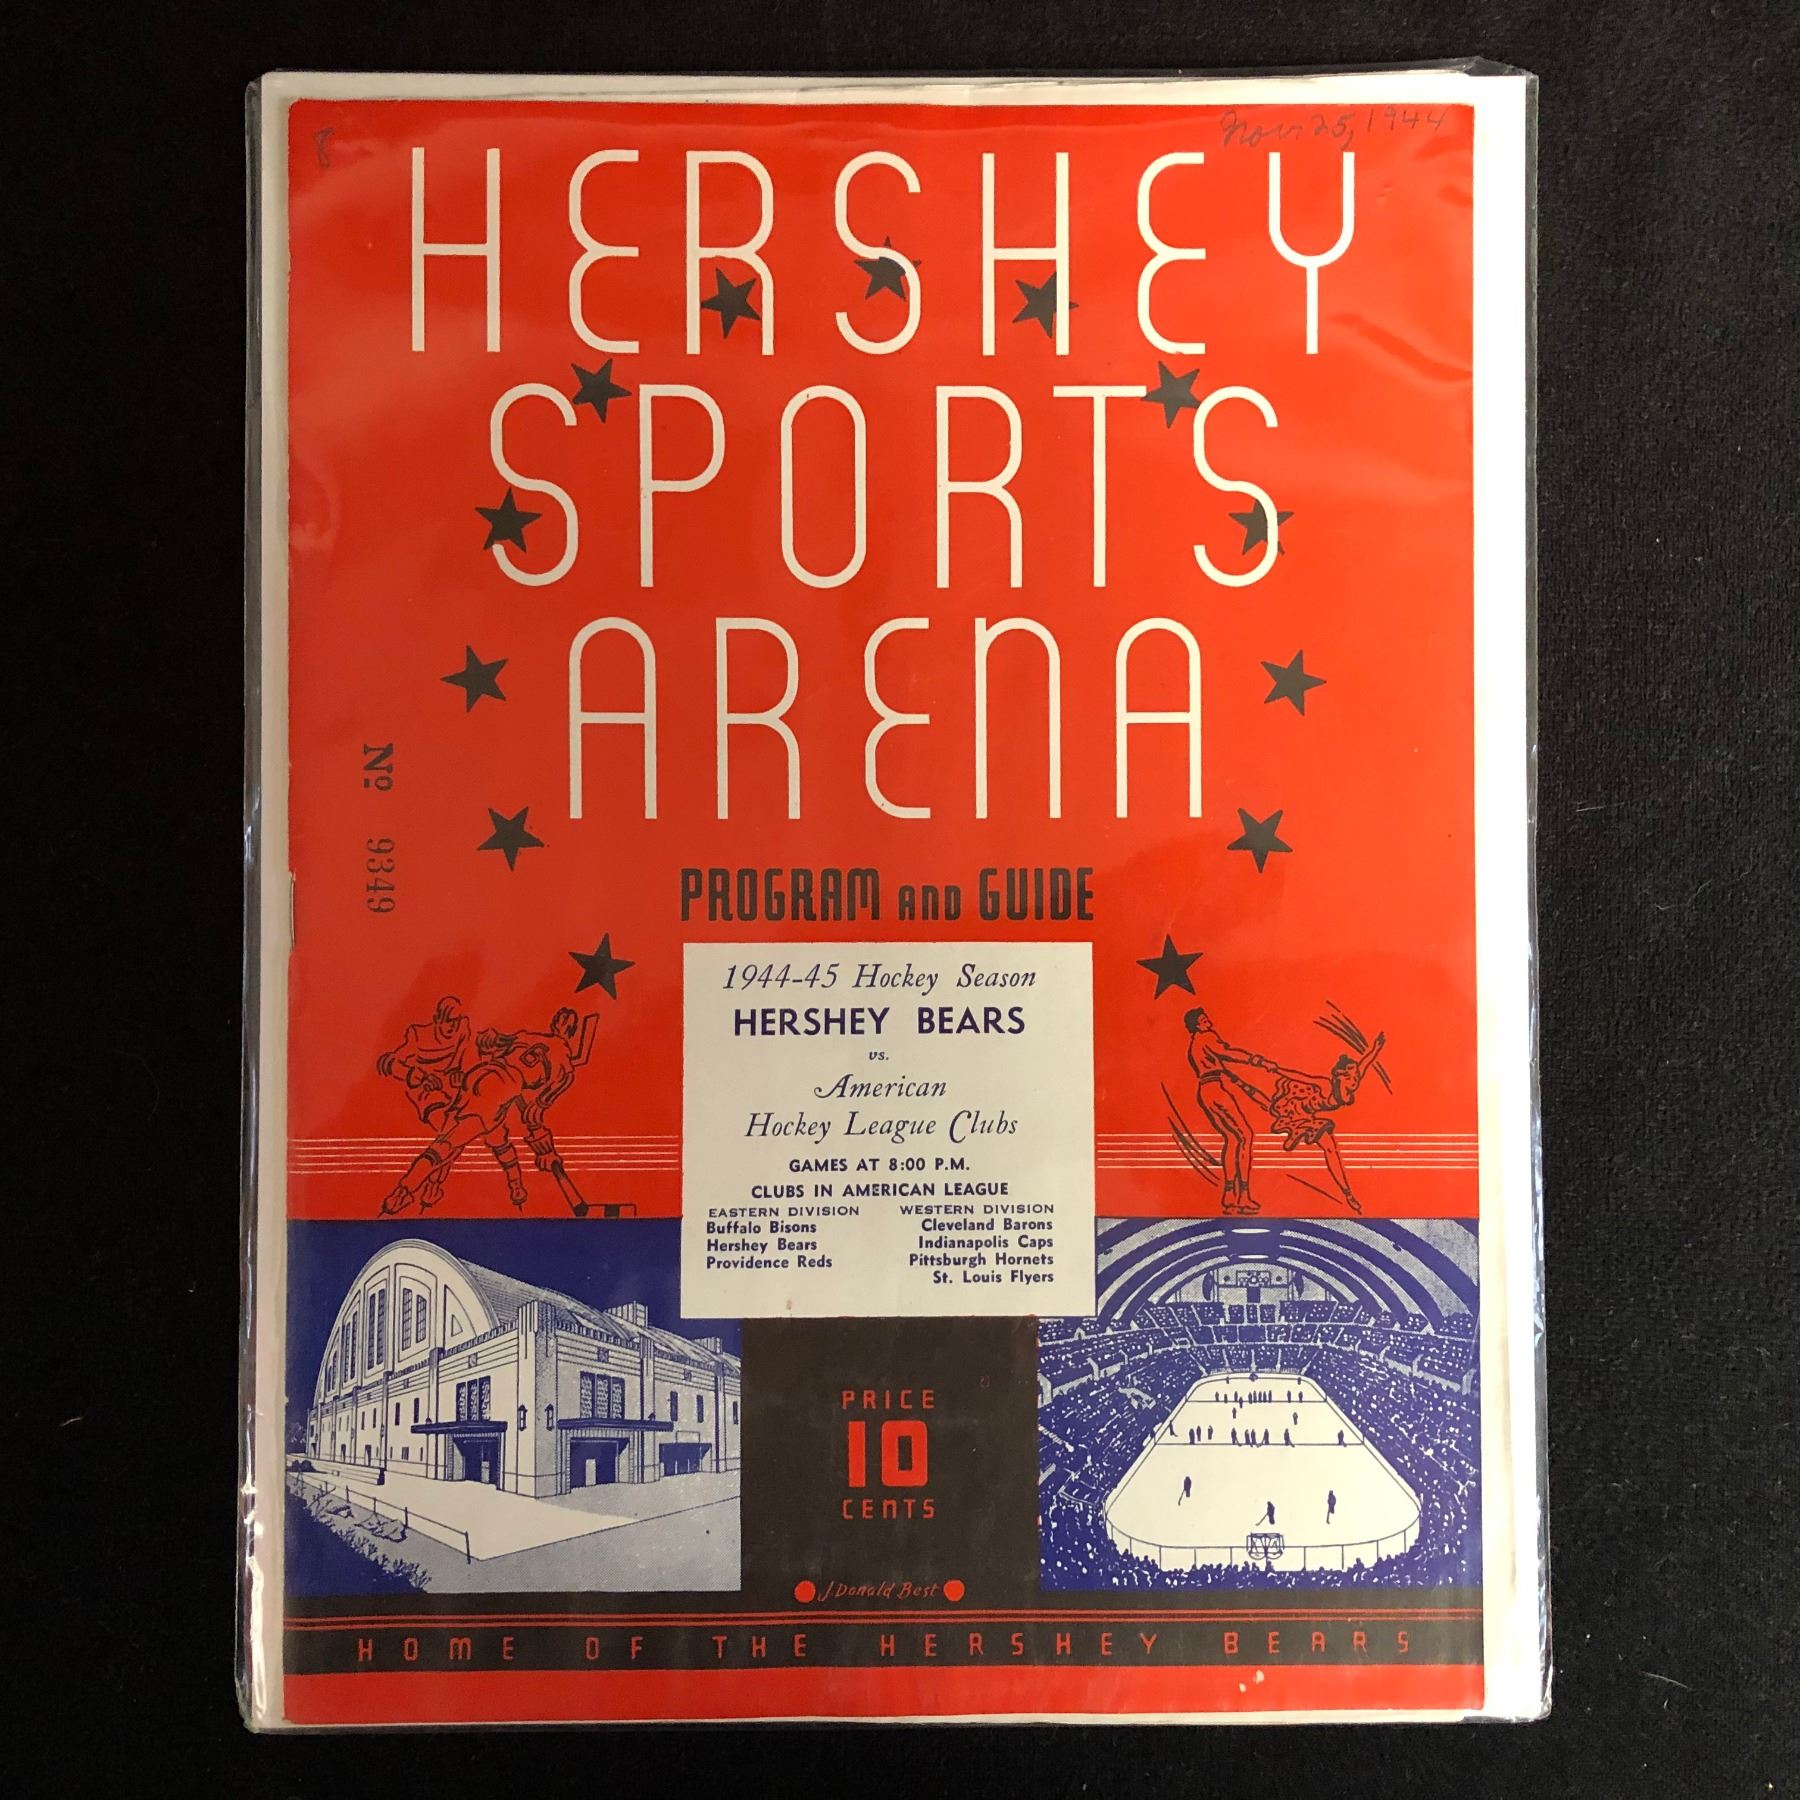 8
Nov 25, 1944
HERSHEY
SPORTS
ARENA
No 9349
PROGRAM AND GUIDE
1944-45 Hockey Season
HERSHEY BEARS
vs.
American
Hockey League Clubs
GAMES AT 8:00 P.M.
CLUBS IN AMERICAN LEAGUE
EASTERN DIVISION WESTERN DIVISION
Buffalo Bisons Cleveland Barons
Hershey Bears Indianapolis Caps
Providence Reds Pittsburgh Hornets
St. Louis Flyers
PRICE
10
CENTS
J. Donald Best
HOME OF THE HERSHEY BEARS